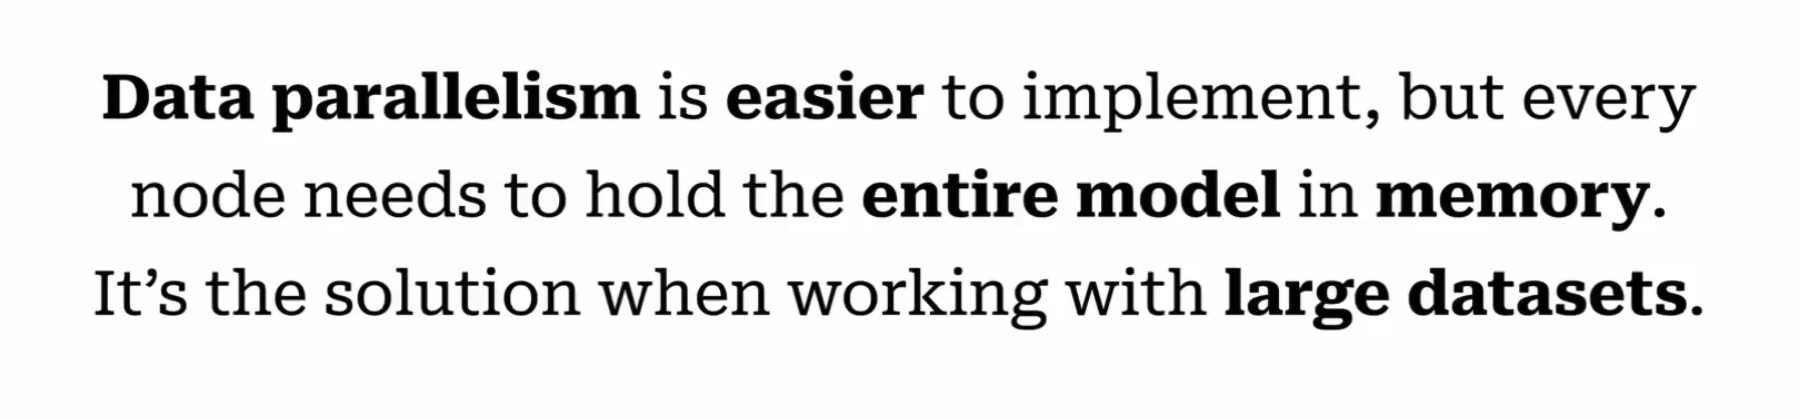 Data parallelism is easier to implement, but every
node needs to hold the entire model in memory.
It’s the solution when working with large datasets.